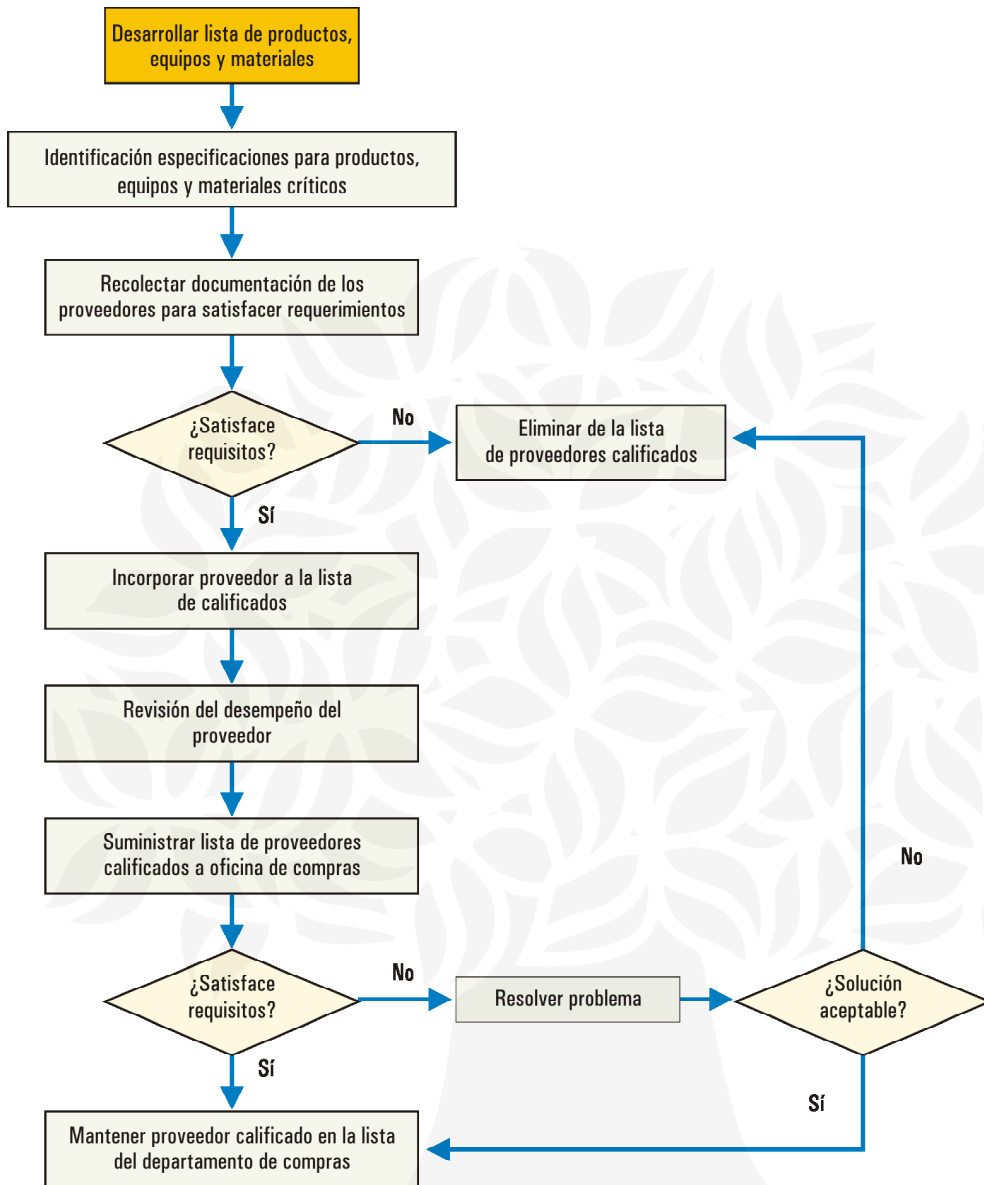 Desarrollar lista de productos,
equipos y materiales
Identificación especificaciones para productos,
equipos y materiales críticos
Recolectar documentación de los
proveedores para satisfacer requerimientos
¿Satisface
requisitos?
No
Eliminar de la lista
de proveedores calificados
Sí
Incorporar proveedor a la lista
de calificados
Revisión del desempeño del
proveedor
Suministrar lista de proveedores
calificados a oficina de compras
No
¿Satisface
requisitos?
No
Resolver problema
¿Solución
aceptable?
Sí
Sí
Mantener proveedor calificado en la lista
del departamento de compras